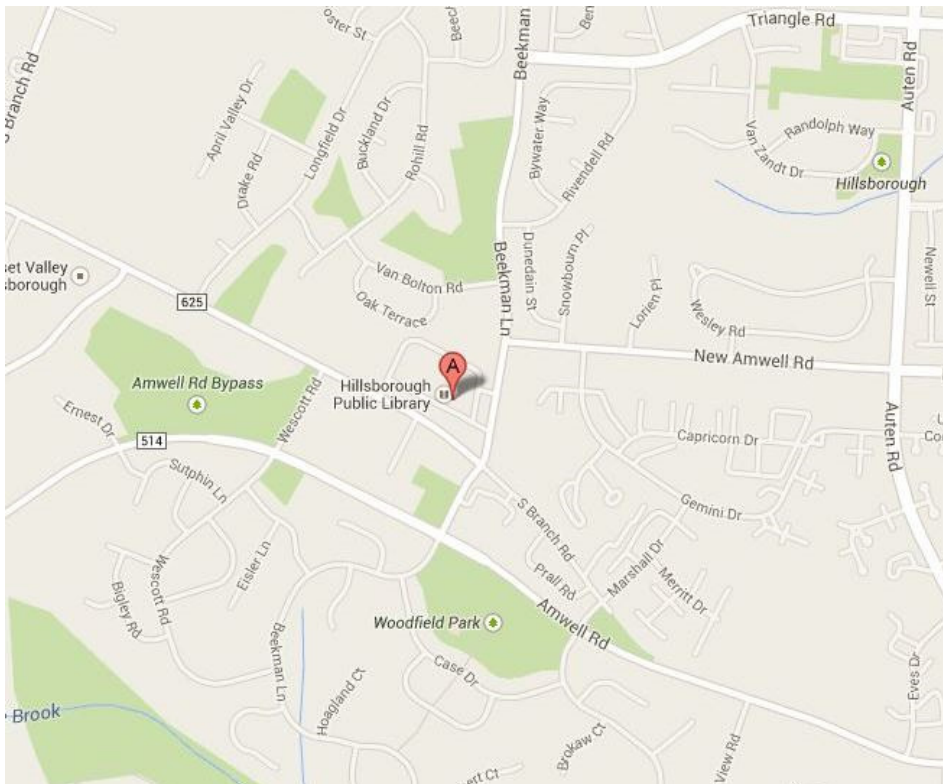 Triangle Rd
Beekman
Auten Rd
Branch Rd
April Valley Dr
Longfield Dr
Buckland Dr
Rohill Rd
Drake Rd
Bywater Way
Rivendell Rd
Van Zandt Dr
Randolph Way
Hillsborough
Beekman Ln
Dunedain St
Snowbourn Pl
Lorien Pl
Wesley Rd
Newell St
Van Bolton Rd
Oak Terrace
Valley
625
New Amwell Rd
A
Hillsborough
Public Library
Amwell Rd Bypass
Wescott Rd
Ernest Dr
514
Sutphin Ln
Capricorn Dr
Auten Rd
Gemini Dr
S Branch Rd
Prall Rd
Marshall Dr
Merritt Dr
Eisler Ln
Wescott Rd
Bigley Rd
Beekman Ln
Woodfield Park
Amwell Rd
Case Dr
Hoagland Ct
Brokaw Ct
View Rd
Eves Dr
Brook
Ct